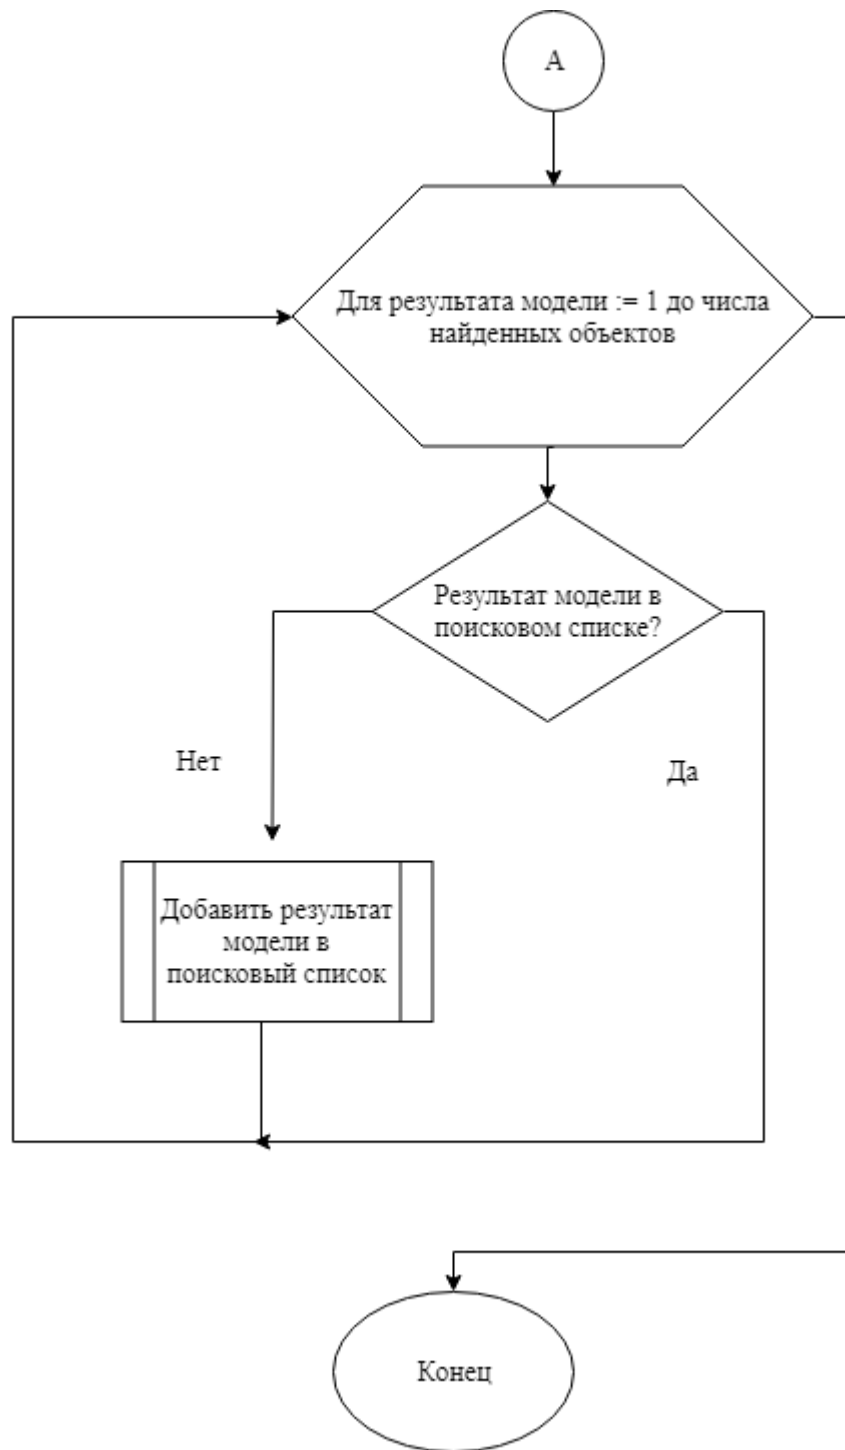 А
Для результата модели := 1 до числа
найденных объектов
Результат модели в
поисковом списке?
Нет
Да
Добавить результат
модели в
поисковый список
Конец